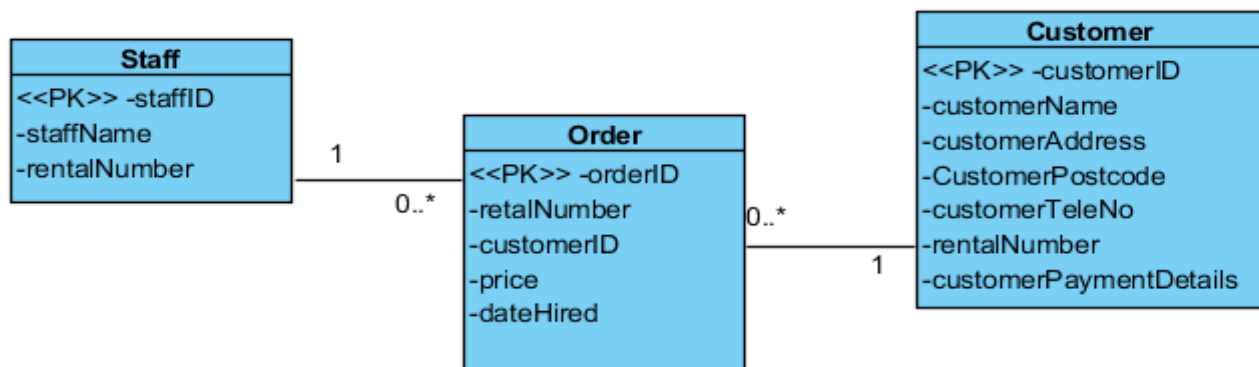 Staff
<<PK>> -staffID
-staffName
-rentalNumber
1
0..*
Order
<<PK>> -orderID
-retalNumber
-customerID
-price
-dateHired
0..*
1
Customer
<<PK>> -customerID
-customerName
-customerAddress
-CustomerPostcode
-customerTeleNo
-rentalNumber
-customerPaymentDetails